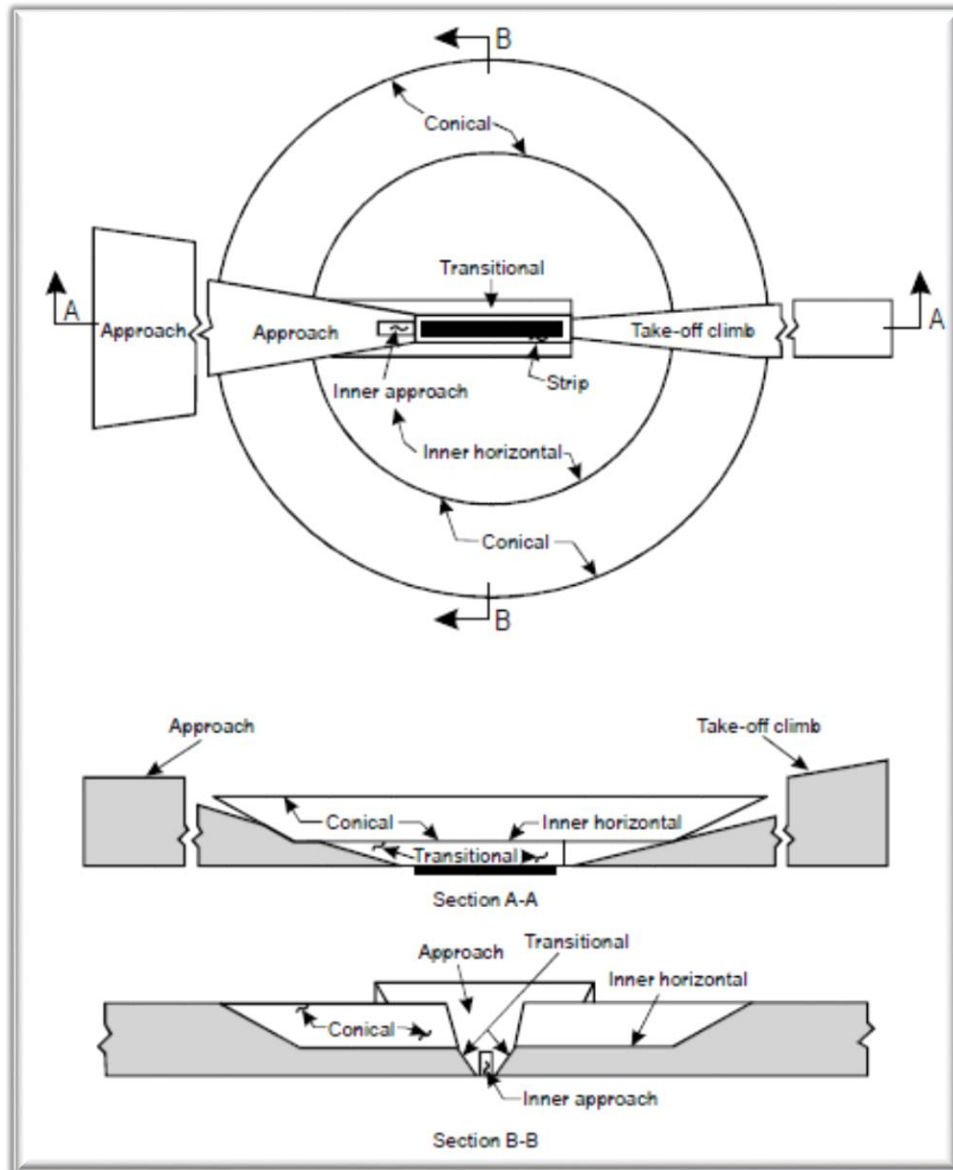 B
Conical
Transitional
A
Approach
Approach
Take-off climb
A
Inner approach
Strip
Inner horizontal
Conical
B
Approach
Take-off climb
Conical
Inner horizontal
Transitional
Section A-A
Transitional
Approach
Inner horizontal
Conical
Inner approach
Section B-B